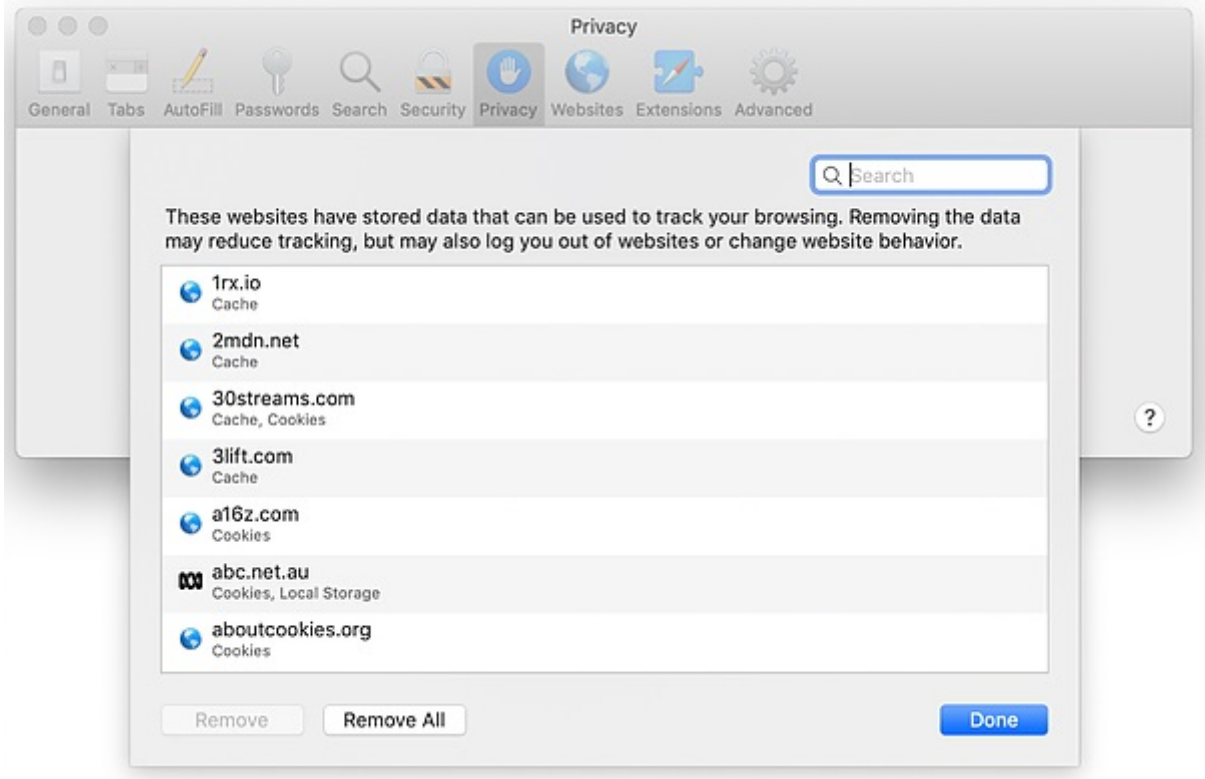 Privacy
General Tabs AutoFill Passwords Search Security Privacy Websites Extensions Advanced
Search
These websites have stored data that can be used to track your browsing. Removing the data
may reduce tracking, but may also log you out of websites or change website behavior.
1rx.io
Cache
2mdn.net
Cache
30streams.com
Cache, Cookies
3lift.com
Cache
a16z.com
Cookies
abc.net.au
Cookies, Local Storage
aboutcookies.org
Cookies
?
Remove Remove All Done